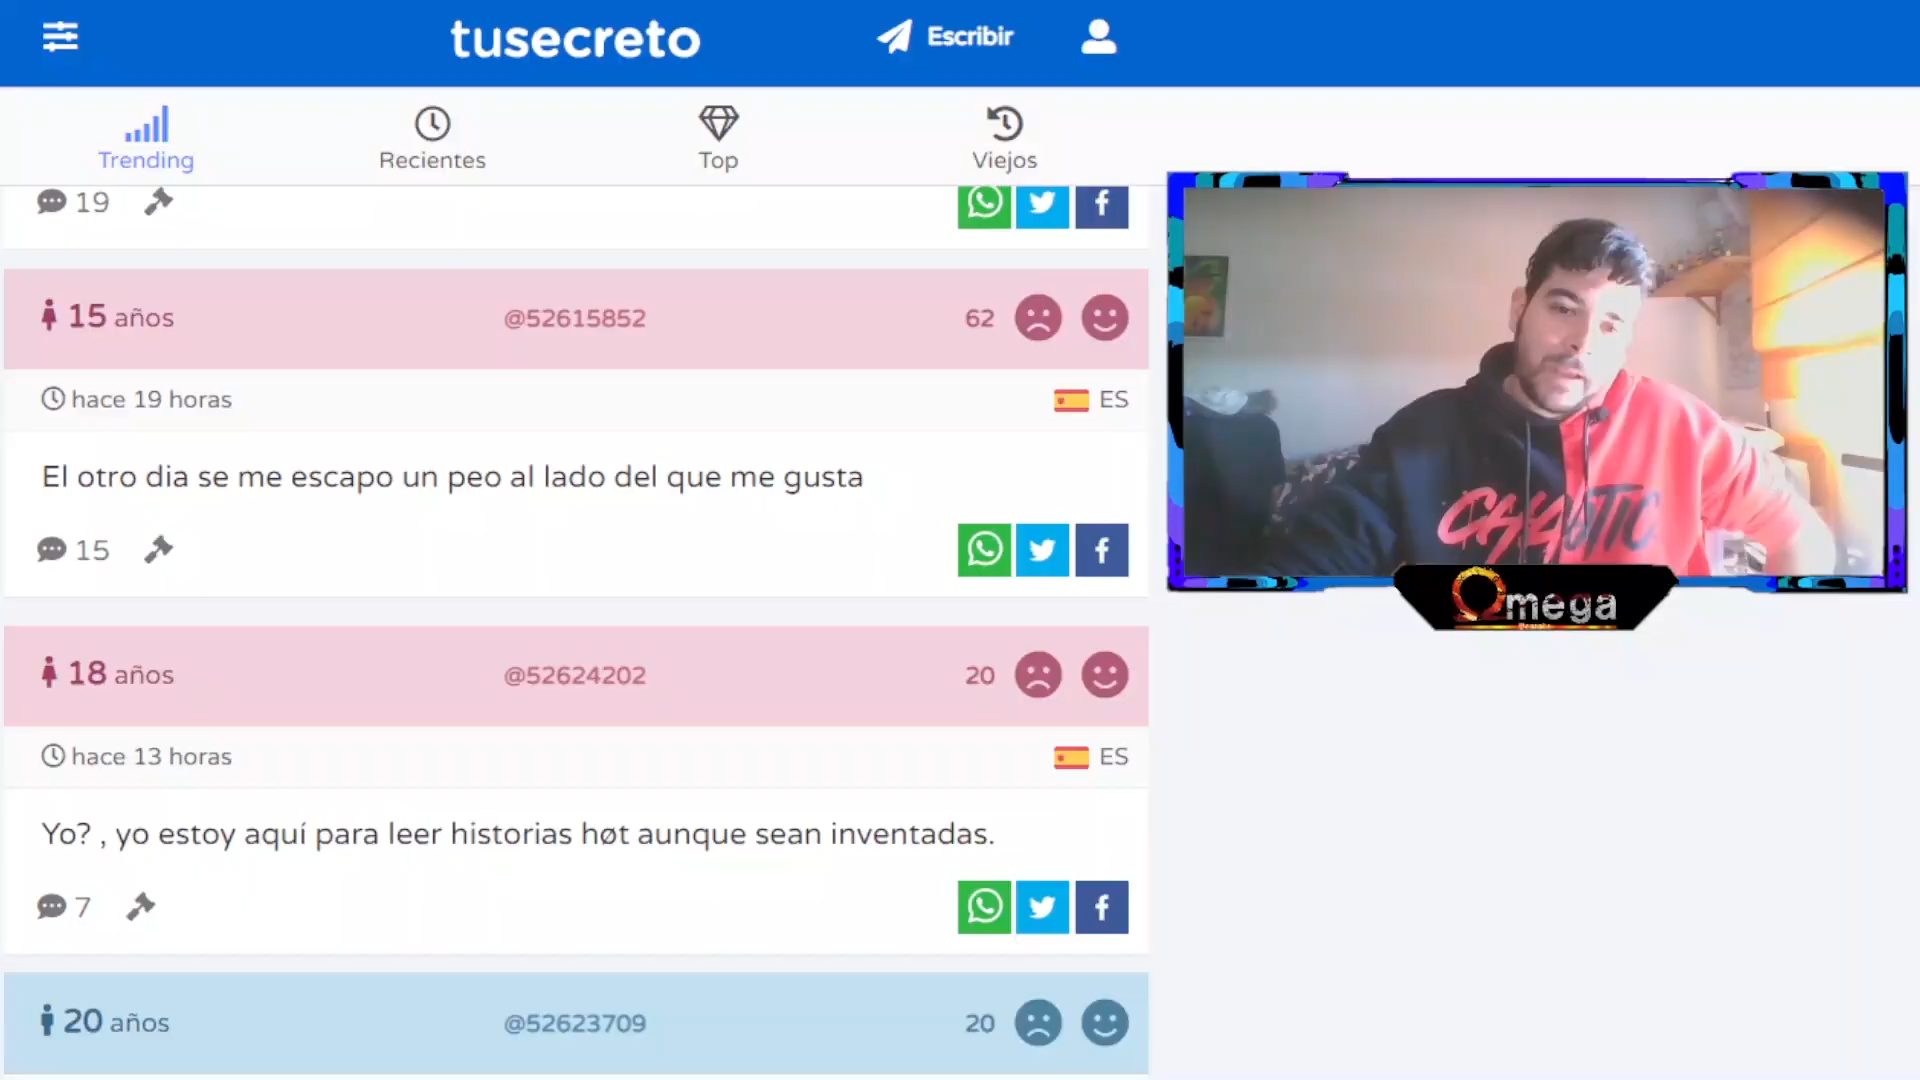 tusecreto
Escribir
Trending
Recientes
Top
Viejos
19
15 años
@52615852
62
hace 19 horas
ES
El otro dia se me escapo un peo al lado del que me gusta
15
18 años
@52624202
20
hace 13 horas
ES
Yo? , yo estoy aquí para leer historias høt aunque sean inventadas.
7
20 años
@52623709
20
CHAOTIC
Omega